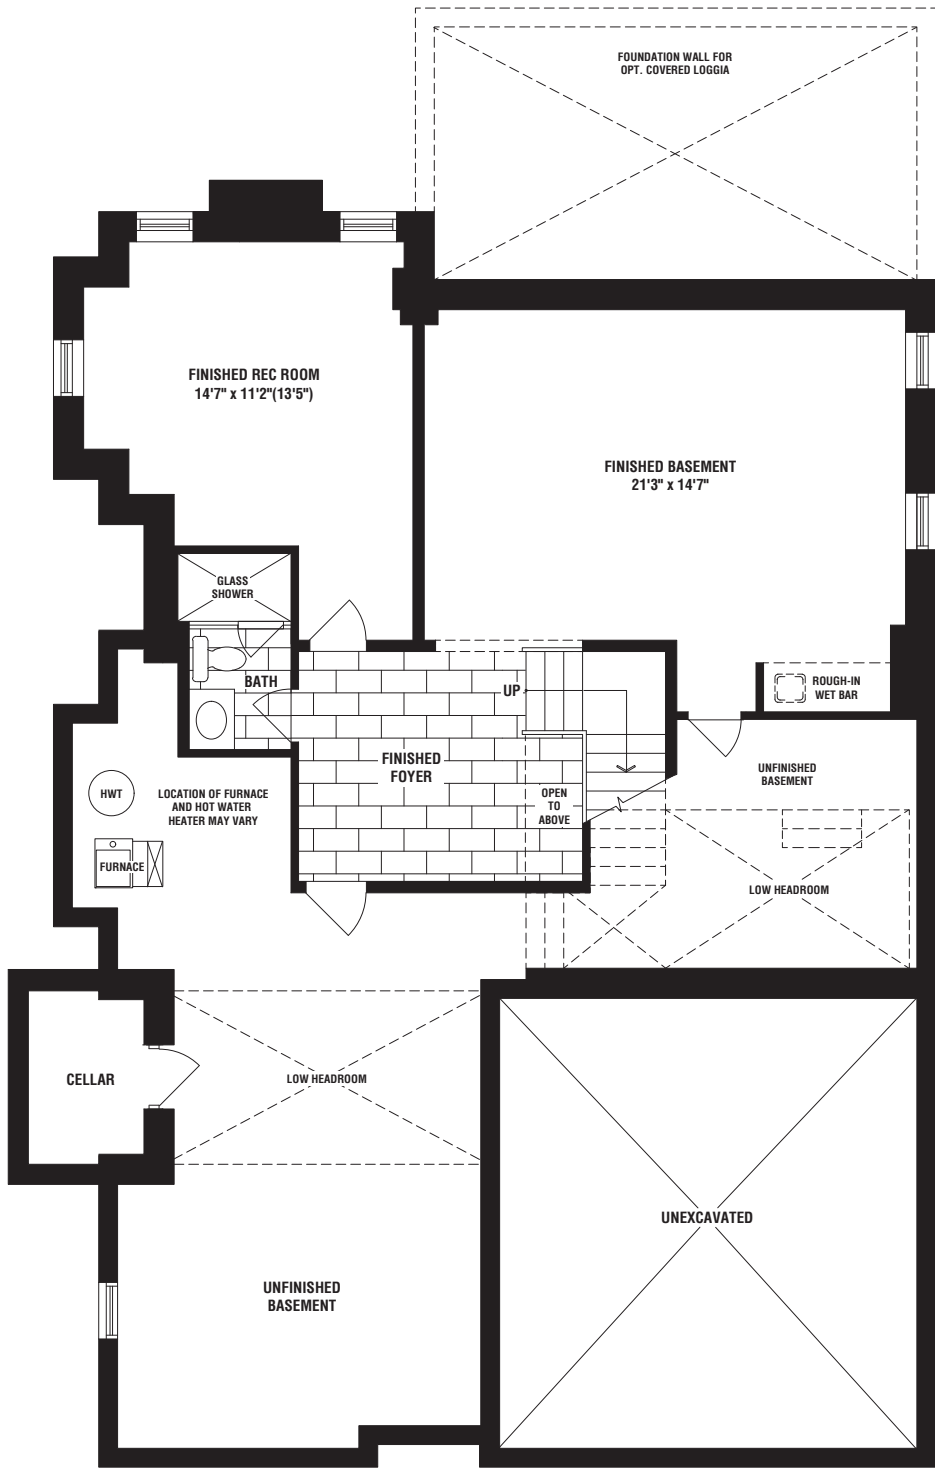 FOUNDATION WALL FOR
OPT. COVERED LOGGIA
FINISHED REC ROOM
14'7" x 11'2"(13'5")
FINISHED BASEMENT
21'3" x 14'7"
GLASS
SHOWER
BATH
UP
ROUGH-IN
WET BAR
FINISHED
FOYER
UNFINISHED
BASEMENT
HWT
LOCATION OF FURNACE
AND HOT WATER
HEATER MAY VARY
OPEN
TO
ABOVE
FURNACE
LOW HEADROOM
CELLAR
LOW HEADROOM
UNEXCAVATED
UNFINISHED
BASEMENT